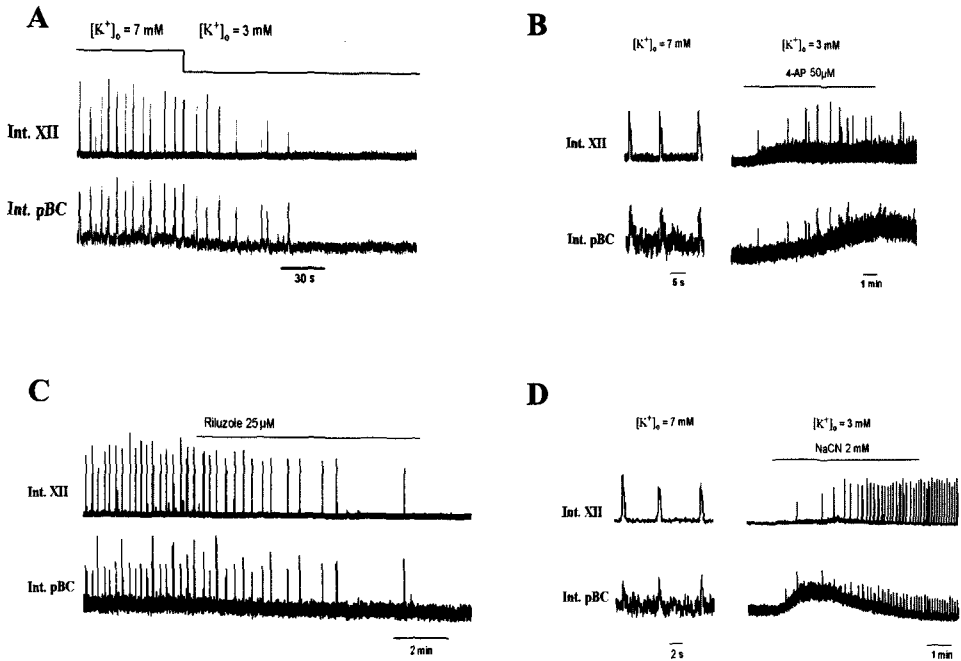 A
[K⁺]ₒ = 7 mM [K⁺]ₒ = 3 mM
Int. XII
Int. pBC
30 s
B
[K⁺]ₒ = 7 mM [K⁺]ₒ = 3 mM
4-AP 50µM
Int. XII
Int. pBC
5 s 1 min
C
Riluzole 25 µM
Int. XII
Int. pBC
2 min
D
[K⁺]ₒ = 7 mM [K⁺]ₒ = 3 mM
NaCN 2 mM
Int. XII
Int. pBC
2 s 1 min